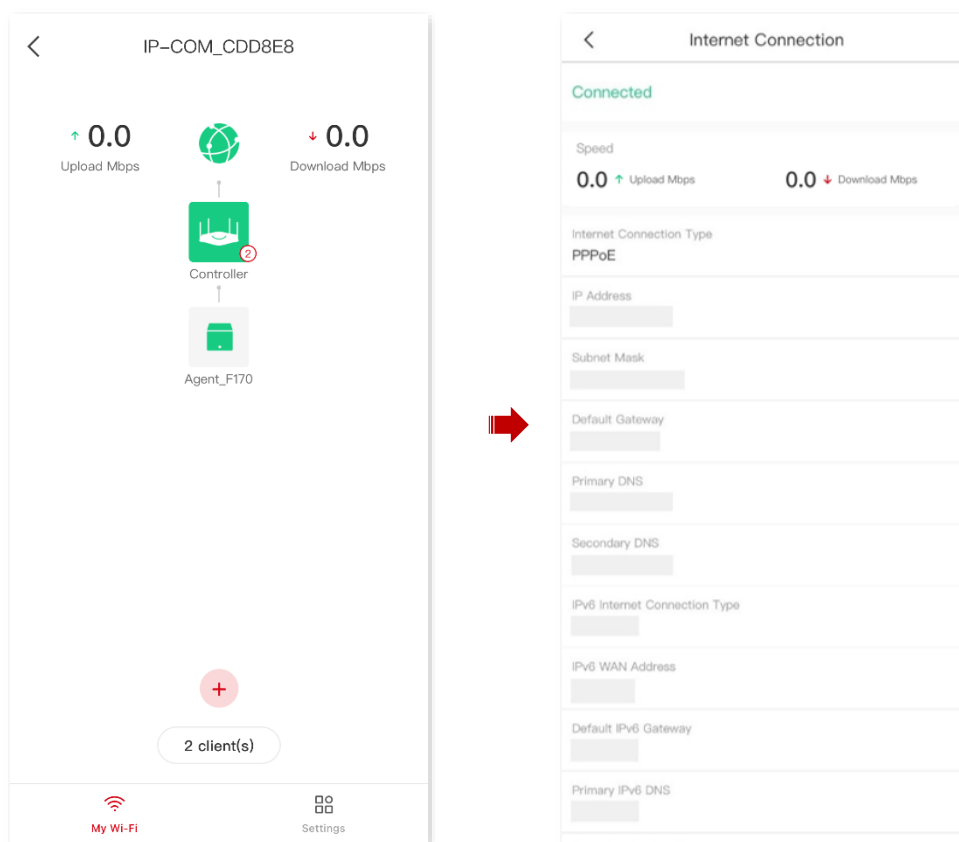 IP-COM_CDD8E8
0.0
0.0
Upload Mbps
Download Mbps
2
Controller
Agent_F170
+
2 client(s)
My Wi-Fi
Settings
Internet Connection
Connected
Speed
0.0 Upload Mbps
0.0 Download Mbps
Internet Connection Type
PPPoE
IP Address
Subnet Mask
Default Gateway
Primary DNS
Secondary DNS
IPv6 Internet Connection Type
IPv6 WAN Address
Default IPv6 Gateway
Primary IPv6 DNS